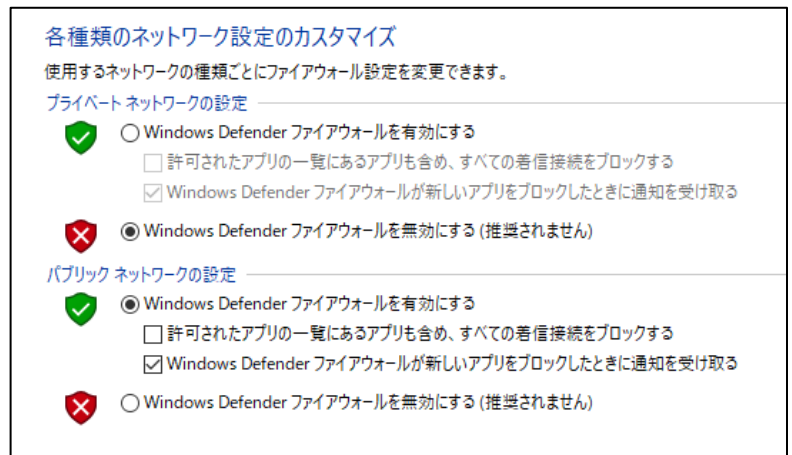 各種類のネットワーク設定のカスタマイズ
使用するネットワークの種類ごとにファイアウォール設定を変更できます。
プライベート ネットワークの設定
Windows Defender ファイアウォールを有効にする
許可されたアプリの一覧にあるアプリも含め、すべての着信接続をブロックする
Windows Defender ファイアウォールが新しいアプリをブロックしたときに通知を受け取る
Windows Defender ファイアウォールを無効にする (推奨されません)
パブリック ネットワークの設定
Windows Defender ファイアウォールを有効にする
許可されたアプリの一覧にあるアプリも含め、すべての着信接続をブロックする
Windows Defender ファイアウォールが新しいアプリをブロックしたときに通知を受け取る
Windows Defender ファイアウォールを無効にする (推奨されません)